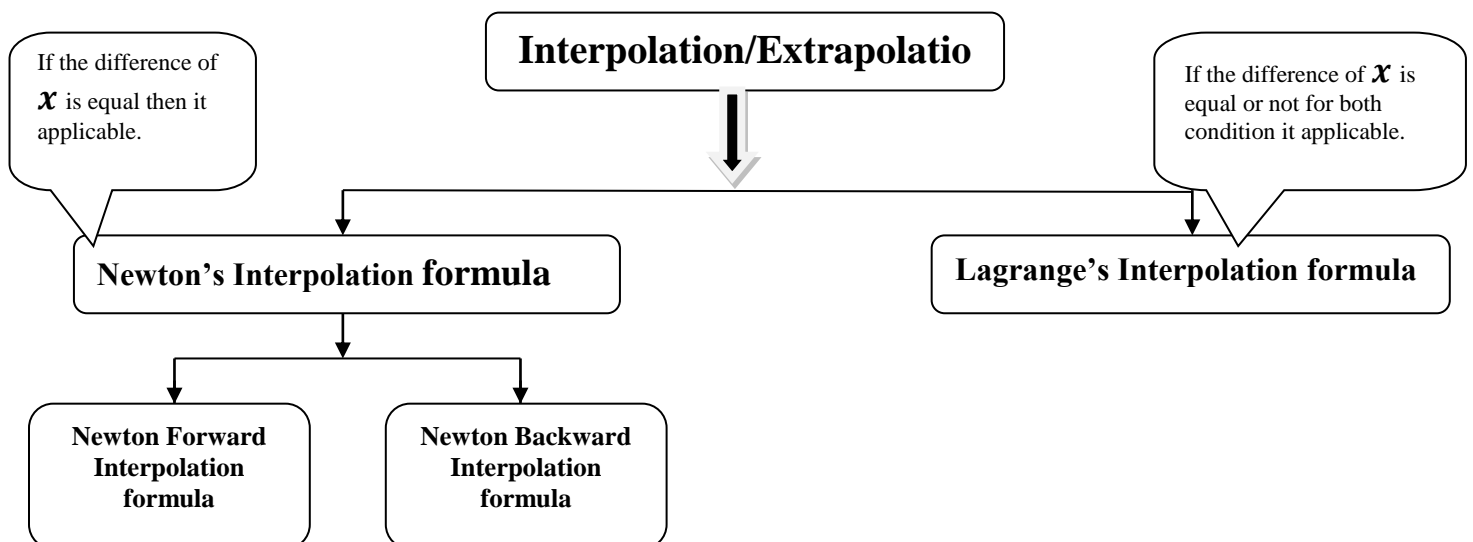 Interpolation/Extrapolatio
If the difference of
x is equal then it
applicable.
If the difference of x is
equal or not for both
condition it applicable.
Newton’s Interpolation formula
Lagrange’s Interpolation formula
Newton Forward
Interpolation
formula
Newton Backward
Interpolation
formula